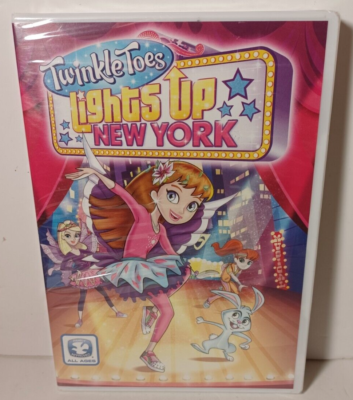 Twinkle Toes
Lights Up
NEW YORK
ALL AGES